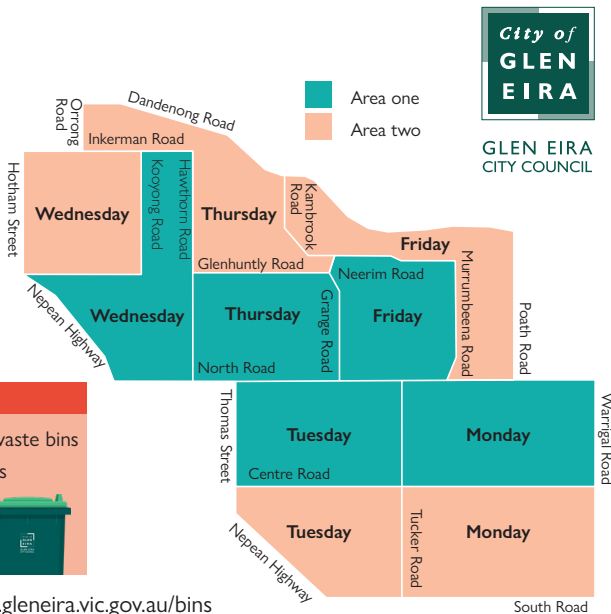 City of
GLEN
EIRA
GLEN EIRA
CITY COUNCIL
Area one
Area two
Dandenong Road
Orrong
Road
Inkerman Road
Hotham Street
Wednesday
Kooyong Road
Hawthorn Road
Thursday
Kambrook
Road
Friday
Glenhuntly Road
Neerim Road
Murrumbeena Road
Poath Road
Nepean Highway
Wednesday
Thursday
Grange Road
Friday
North Road
Thomas Street
Tuesday
Monday
Warrigal Road
Centre Road
Tuesday
Tucker Road
Monday
Nepean Highway
South Road
vaste bins
s
GLEN
EIRA
.gleneira.vic.gov.au/bins